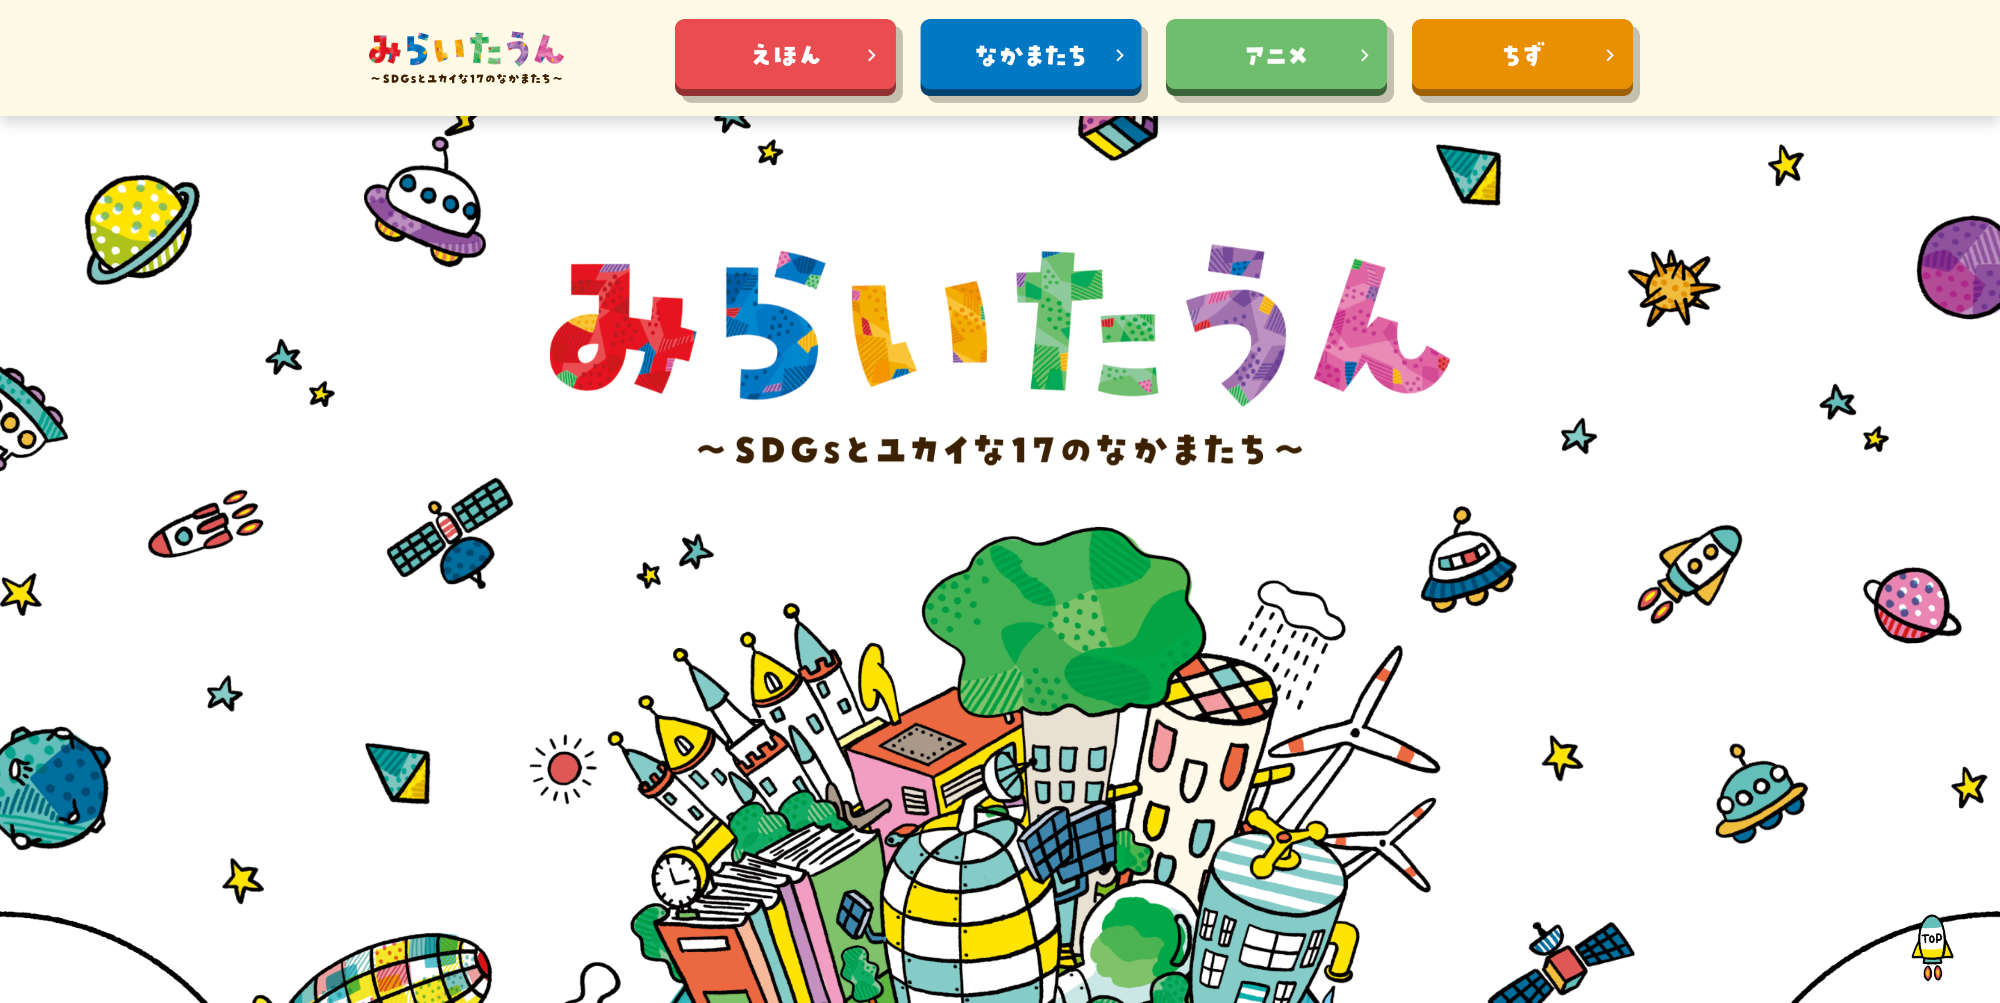 みらいたうん
～SDGsとユカイな17のなかまたち～
えほん
なかまたち
アニメ
ちず
みらいたうん
～SDGsとユカイな17のなかまたち～
TOP